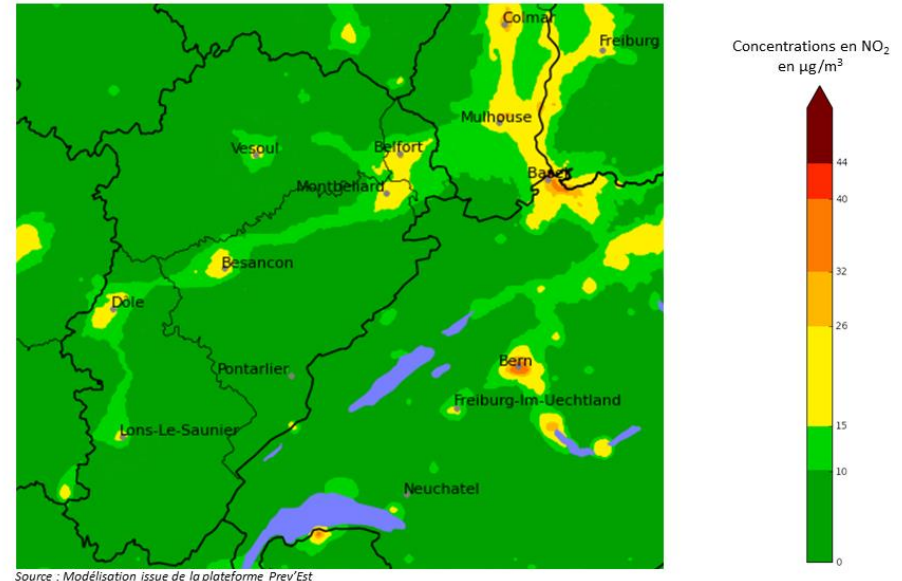 Colmar
Freiburg
Concentrations en NO₂
en µg/m³
Mulhouse
Belfort
Vesoul
Montbéliard
Basel
44
40
32
26
15
10
0
Besancon
Dole
Pontarlier
Bern
Freiburg-Im-Uechtland
Lons-Le-Saunier
Neuchatel
Source : Modélisation issue de la plateforme Prev'Est